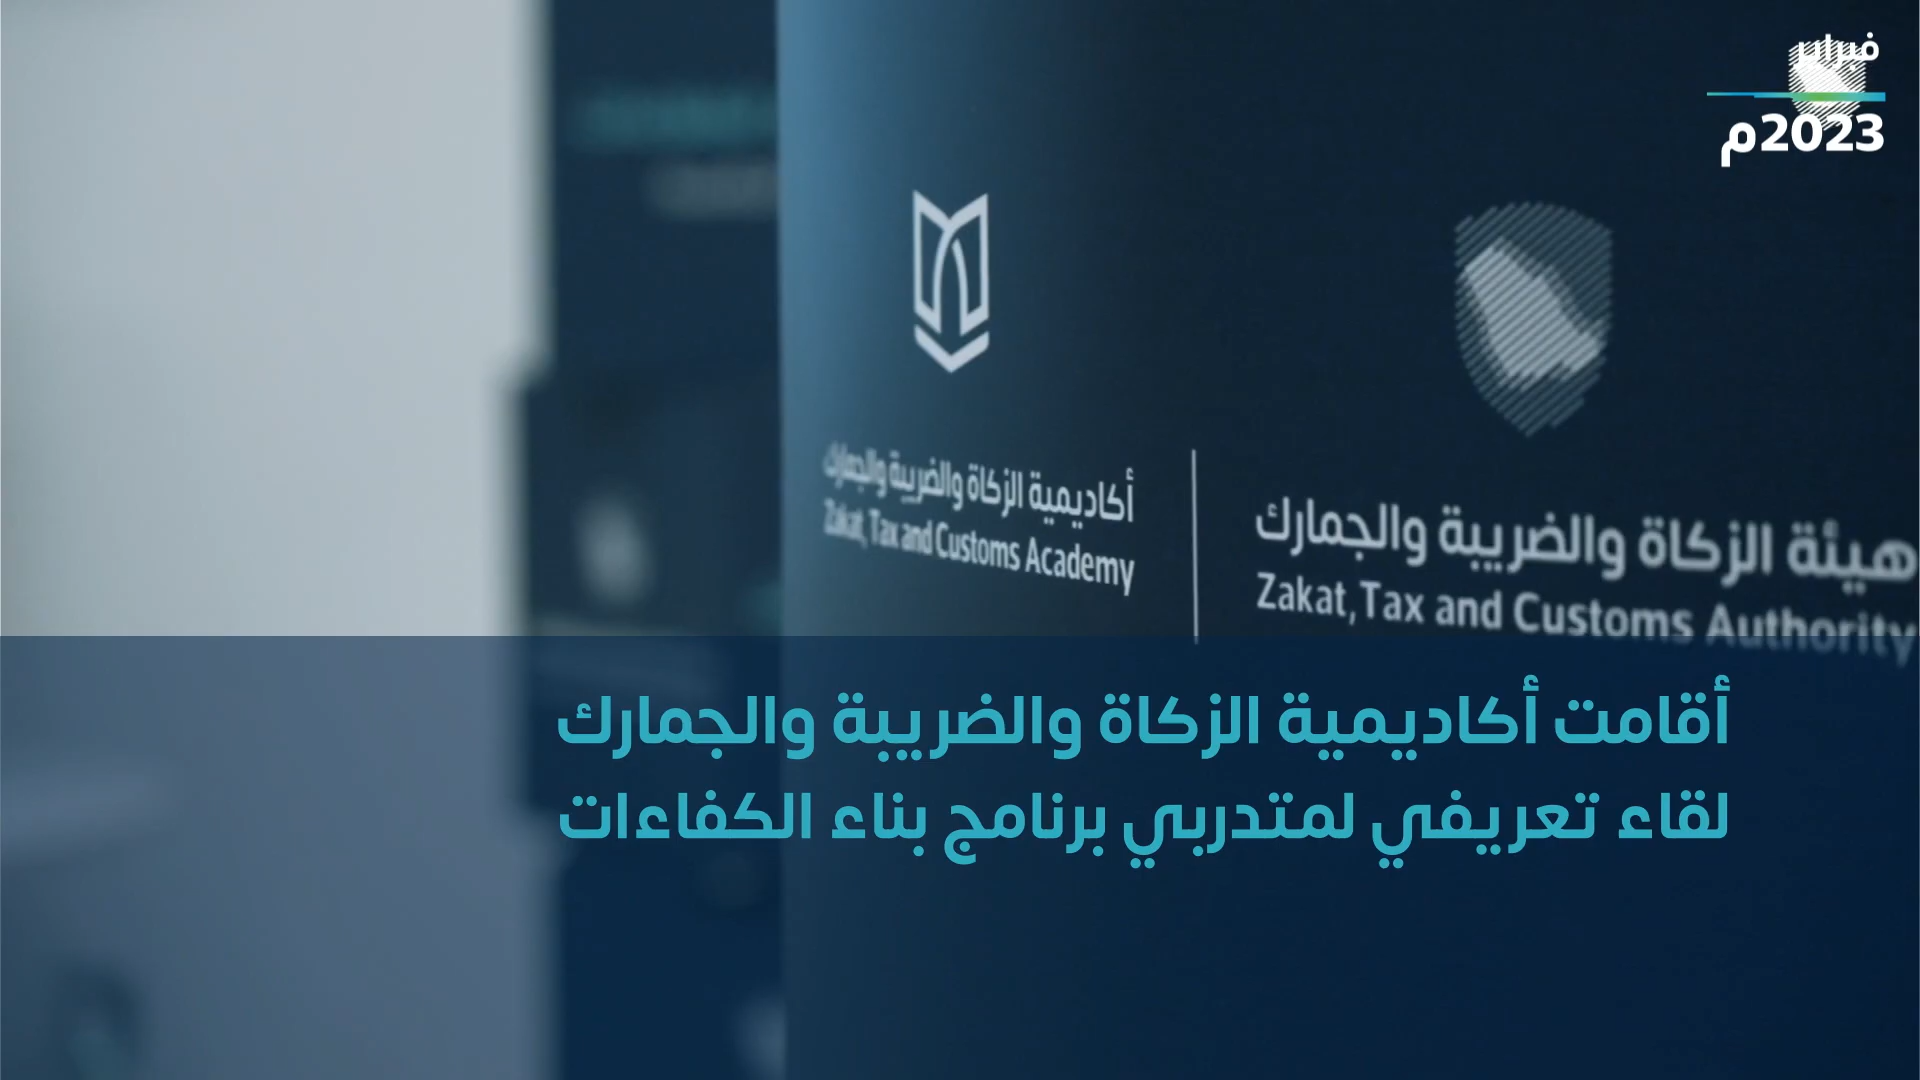 فبراير
2023م
أكاديمية الزكاة والضريبة والجمارك
Zakat, Tax and Customs Academy
هيئة الزكاة والضريبة والجمارك
Zakat, Tax and Customs Authority
أقامت أكاديمية الزكاة والضريبة والجمارك
لقاء تعريفي لمتدربي برنامج بناء الكفاءات